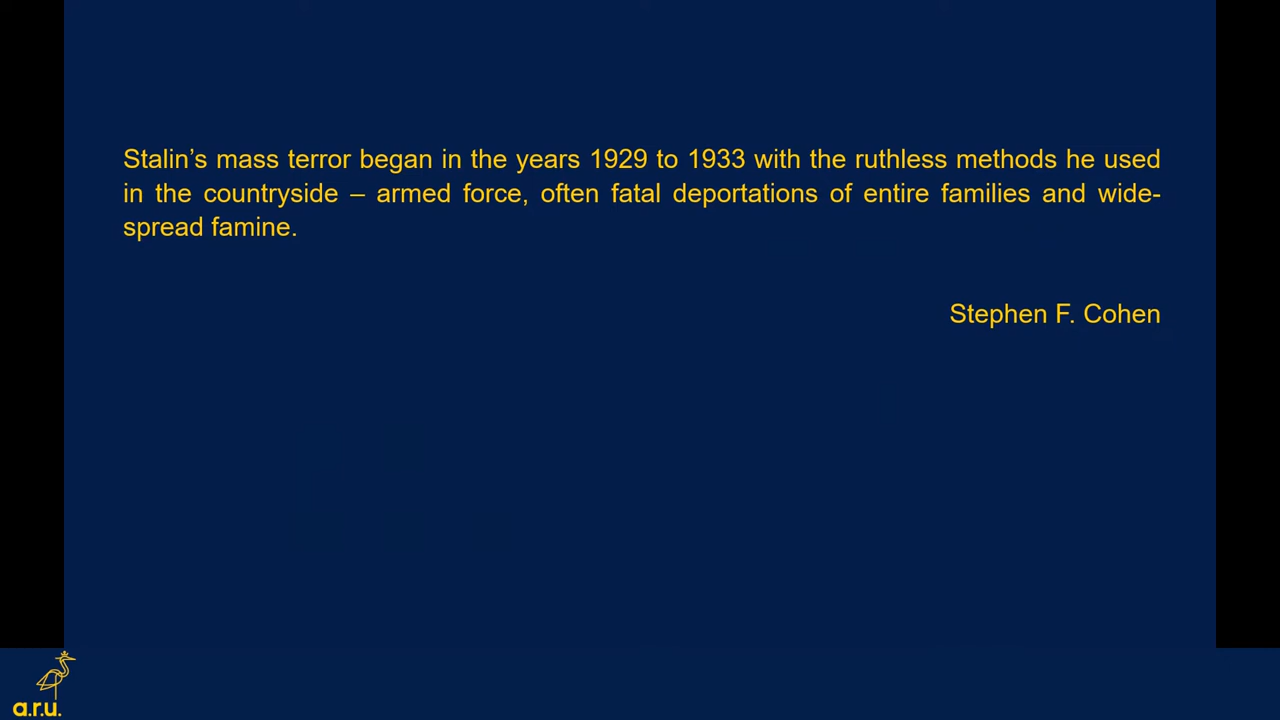 Stalin’s mass terror began in the years 1929 to 1933 with the ruthless methods he used
in the countryside – armed force, often fatal deportations of entire families and wide-
spread famine.
Stephen F. Cohen
a.r.u.